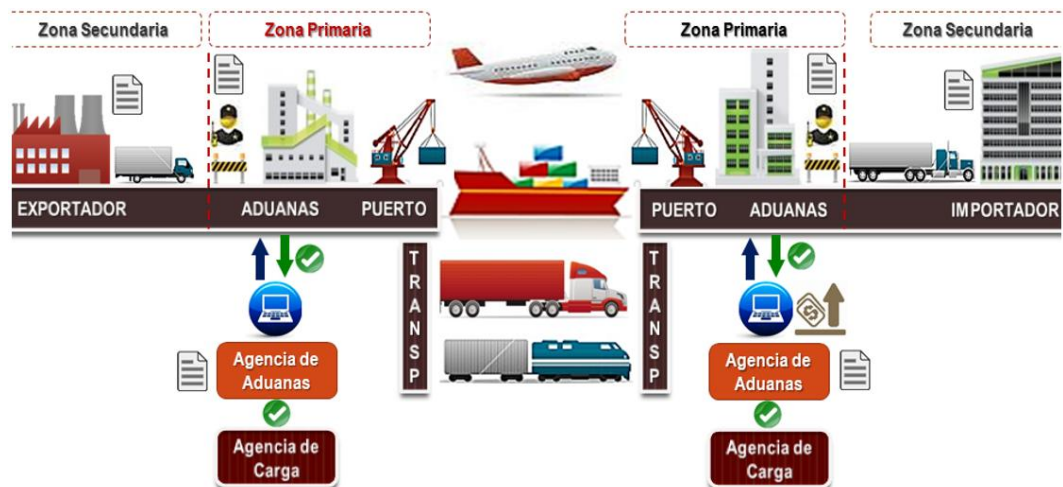 Zona Secundaria
Zona Primaria
Zona Primaria
Zona Secundaria
EXPORTADOR
ADUANAS
PUERTO
PUERTO
ADUANAS
IMPORTADOR
TRANSP
TRANSP
Agencia de
Aduanas
Agencia de
Aduanas
Agencia de
Carga
Agencia de
Carga